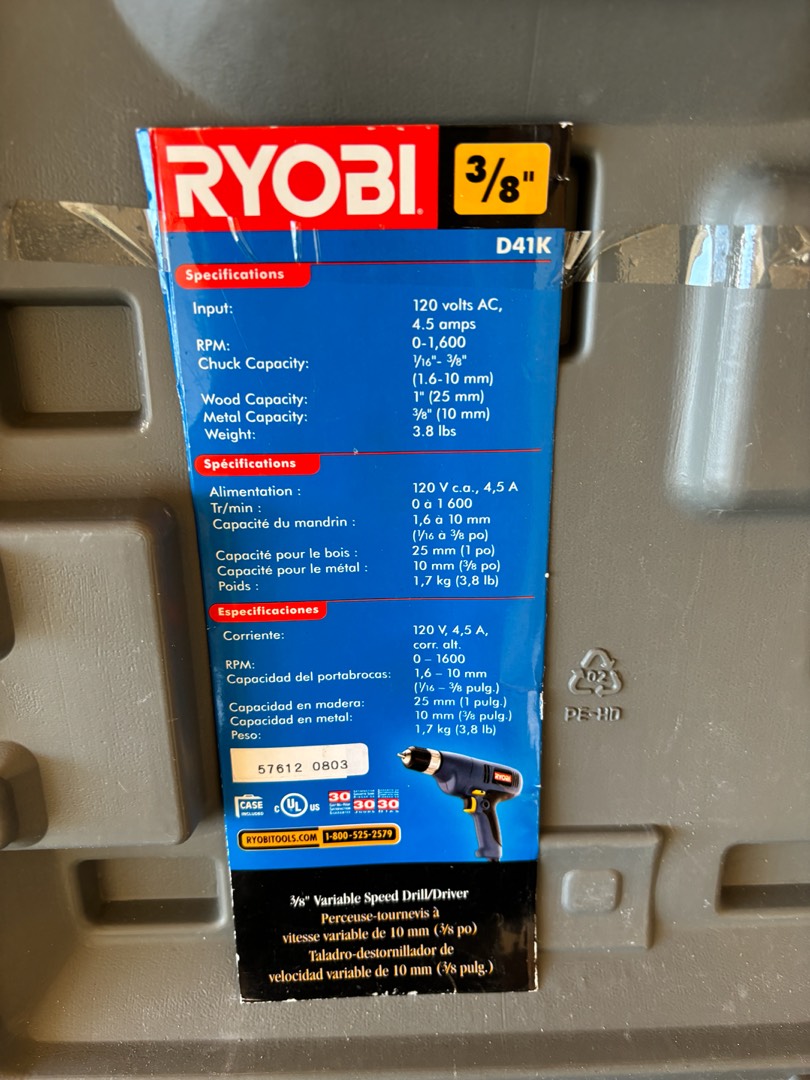 RYOBI®
3/8"
D41K
Specifications
Input: 120 volts AC,
4.5 amps
RPM: 0-1,600
Chuck Capacity: 1/16"- 3/8"
(1.6-10 mm)
Wood Capacity: 1" (25 mm)
Metal Capacity: 3/8" (10 mm)
Weight: 3.8 lbs
Spécifications
Alimentation : 120 V c.a., 4,5 A
Tr/min : 0 à 1 600
Capacité du mandrin : 1,6 à 10 mm
(1/16 à 3/8 po)
Capacité pour le bois : 25 mm (1 po)
Capacité pour le métal : 10 mm (3/8 po)
Poids : 1,7 kg (3,8 lb)
Especificaciones
Corriente: 120 V, 4,5 A,
corr. alt.
RPM: 0 – 1600
Capacidad del portabrocas: 1,6 – 10 mm
(1/16 – 3/8 pulg.)
Capacidad en madera: 25 mm (1 pulg.)
Capacidad en metal: 10 mm (3/8 pulg.)
Peso: 1,7 kg (3,8 lb)
57612 0803
RYOBI
CASE
INCLUDED
C UL US
30 30 30
RYOBITOOLS.COM 1-800-525-2579
3/8" Variable Speed Drill/Driver
Perceuse-tournevis à
vitesse variable de 10 mm (3/8 po)
Taladro-destornillador de
velocidad variable de 10 mm (3/8 pulg.)
02
PE-HD